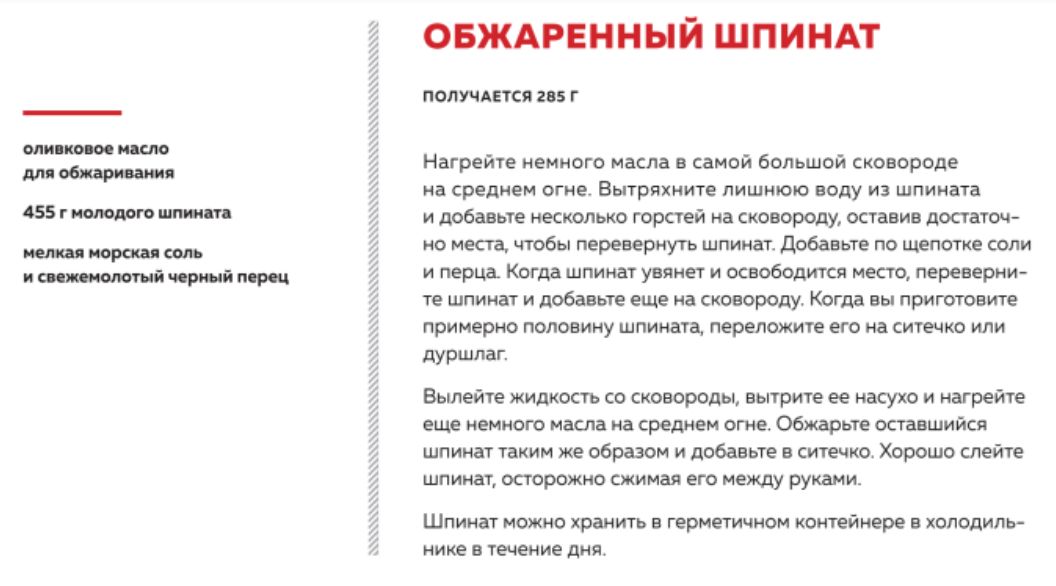 ОБЖАРЕННЫЙ ШПИНАТ
ПОЛУЧАЕТСЯ 285 Г
оливковое масло
для обжаривания
455 г молодого шпината
мелкая морская соль
и свежемолотый черный перец
Нагрейте немного масла в самой большой сковороде
на среднем огне. Вытряхните лишнюю воду из шпината
и добавьте несколько горстей на сковороду, оставив достаточ-
но места, чтобы перевернуть шпинат. Добавьте по щепотке соли
и перца. Когда шпинат увянет и освободится место, переверни-
те шпинат и добавьте еще на сковороду. Когда вы приготовите
примерно половину шпината, переложите его на ситечко или
дуршлаг.
Вылейте жидкость со сковороды, вытрите ее насухо и нагрейте
еще немного масла на среднем огне. Обжарьте оставшийся
шпинат таким же образом и добавьте в ситечко. Хорошо слейте
шпинат, осторожно сжимая его между руками.
Шпинат можно хранить в герметичном контейнере в холодиль-
нике в течение дня.